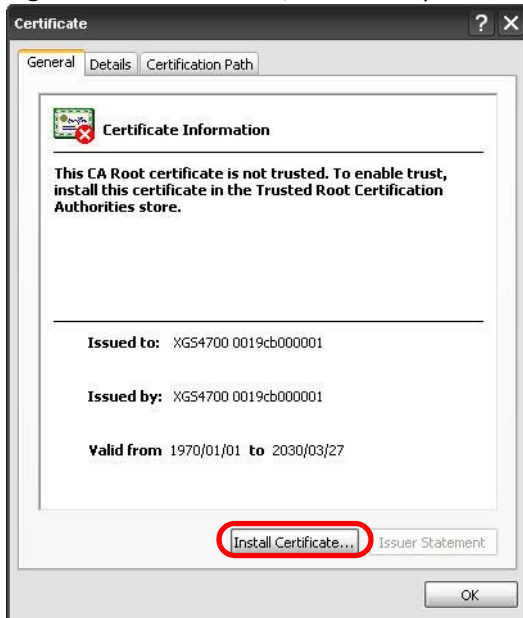 Certificate
General Details Certification Path
Certificate Information
This CA Root certificate is not trusted. To enable trust,
install this certificate in the Trusted Root Certification
Authorities store.
Issued to: XGS4700 0019cb000001
Issued by: XGS4700 0019cb000001
Valid from 1970/01/01 to 2030/03/27
Install Certificate... Issuer Statement
OK